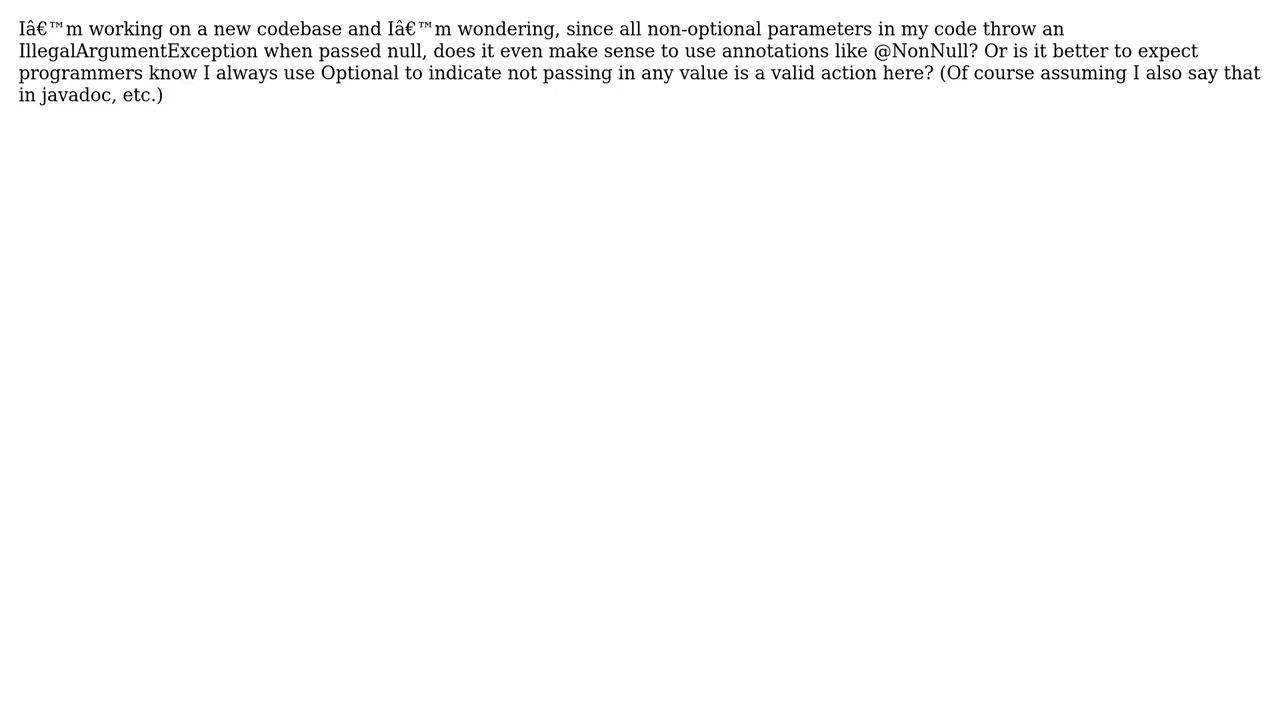 Iâ€™m working on a new codebase and Iâ€™m wondering, since all non-optional parameters in my code throw an
IllegalArgumentException when passed null, does it even make sense to use annotations like @NonNull? Or is it better to expect
programmers know I always use Optional to indicate not passing in any value is a valid action here? (Of course assuming I also say that
in javadoc, etc.)